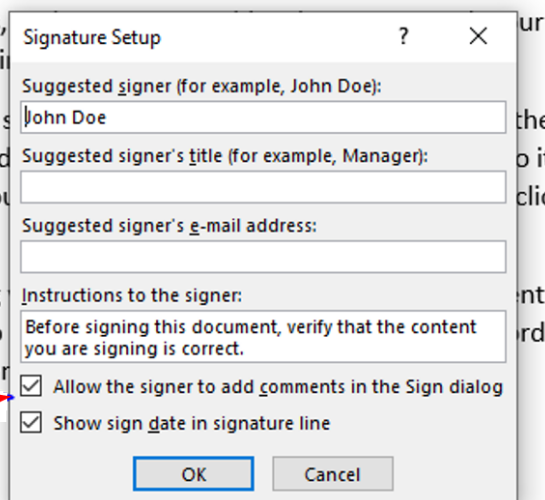 Signature Setup ? ×
Suggested signer (for example, John Doe):
John Doe
Suggested signer's title (for example, Manager):
Suggested signer's e-mail address:
Instructions to the signer:
Before signing this document, verify that the content
you are signing is correct.
Allow the signer to add comments in the Sign dialog
Show sign date in signature line
OK Cancel